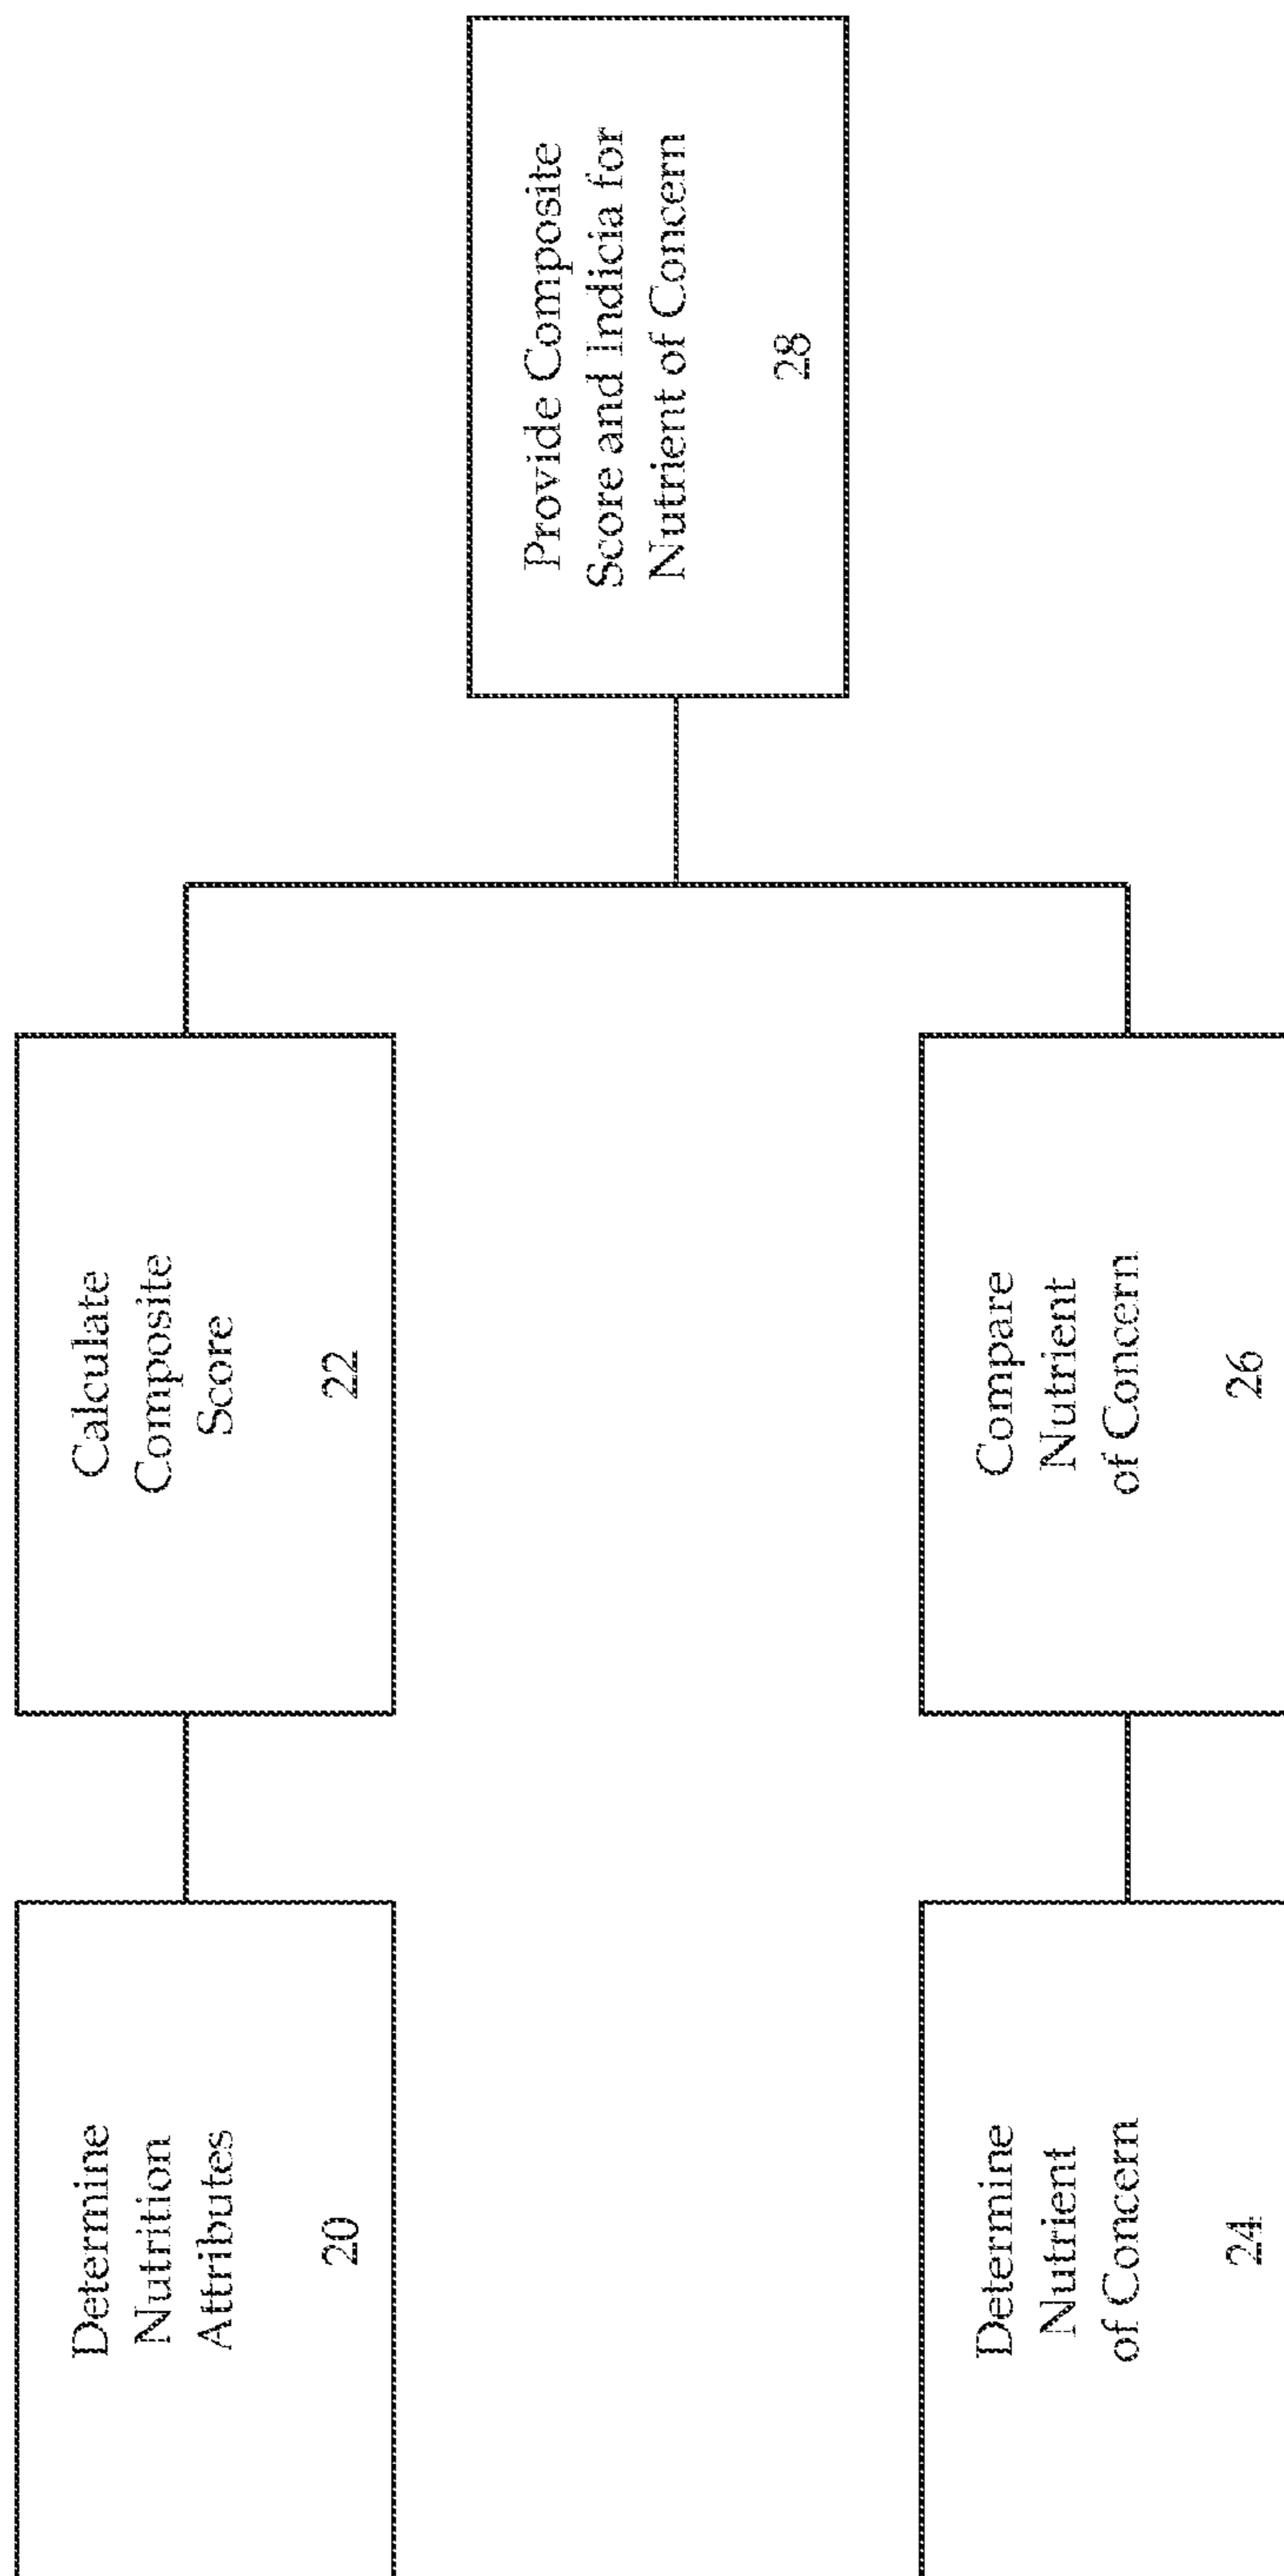 Determine
Nutrition
Attributes
20
Calculate
Composite
Score
22
Determine
Nutrient
of Concern
24
Compare
Nutrient
of Concern
26
Provide Composite
Score and Indicia for
Nutrient of Concern
28